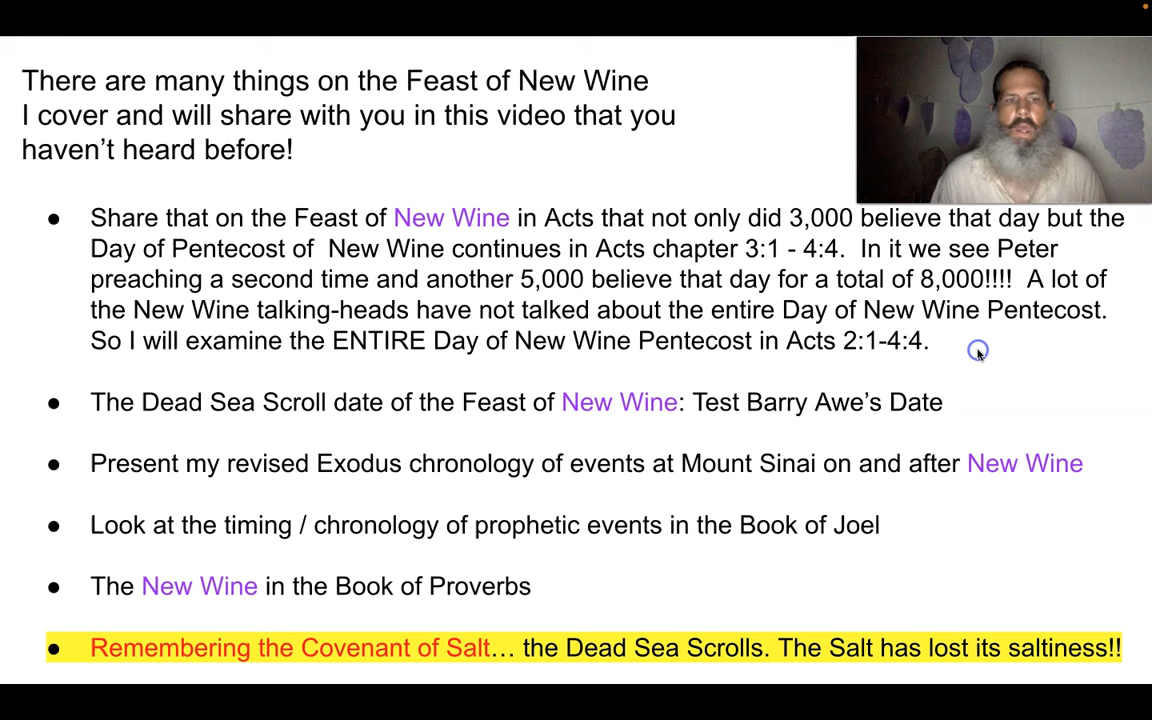 There are many things on the Feast of New Wine
I cover and will share with you in this video that you
haven't heard before!
● Share that on the Feast of New Wine in Acts that not only did 3,000 believe that day but the
Day of Pentecost of  New Wine continues in Acts chapter 3:1 - 4:4.  In it we see Peter
preaching a second time and another 5,000 believe that day for a total of 8,000!!!!  A lot of
the New Wine talking-heads have not talked about the entire Day of New Wine Pentecost.
So I will examine the ENTIRE Day of New Wine Pentecost in Acts 2:1-4:4.
● The Dead Sea Scroll date of the Feast of New Wine: Test Barry Awe's Date
● Present my revised Exodus chronology of events at Mount Sinai on and after New Wine
● Look at the timing / chronology of prophetic events in the Book of Joel
● The New Wine in the Book of Proverbs
● Remembering the Covenant of Salt… the Dead Sea Scrolls. The Salt has lost its saltiness!!